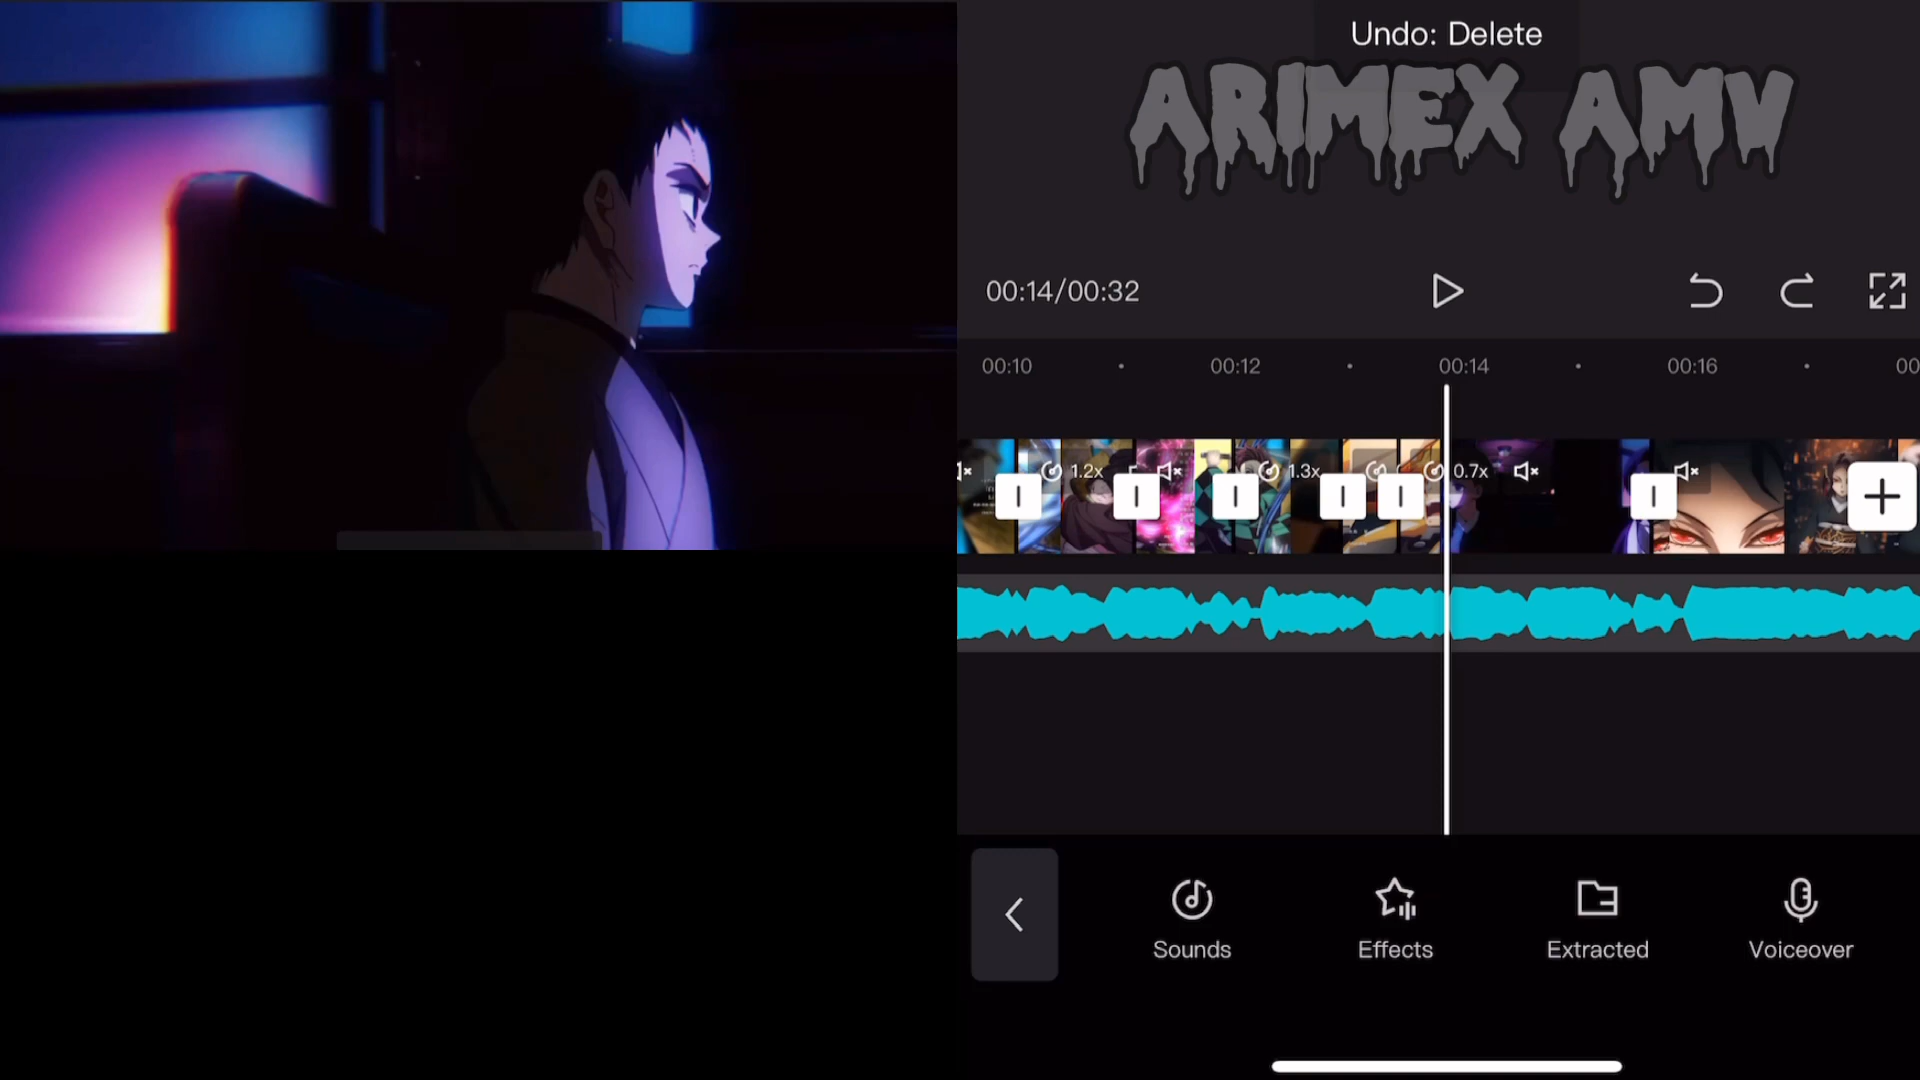 Undo: Delete
ARIMEX AMV
00:14/00:32
00:10 00:12 00:14 00:16 00
1.2x 1.3x 0.7x
Sounds Effects Extracted Voiceover